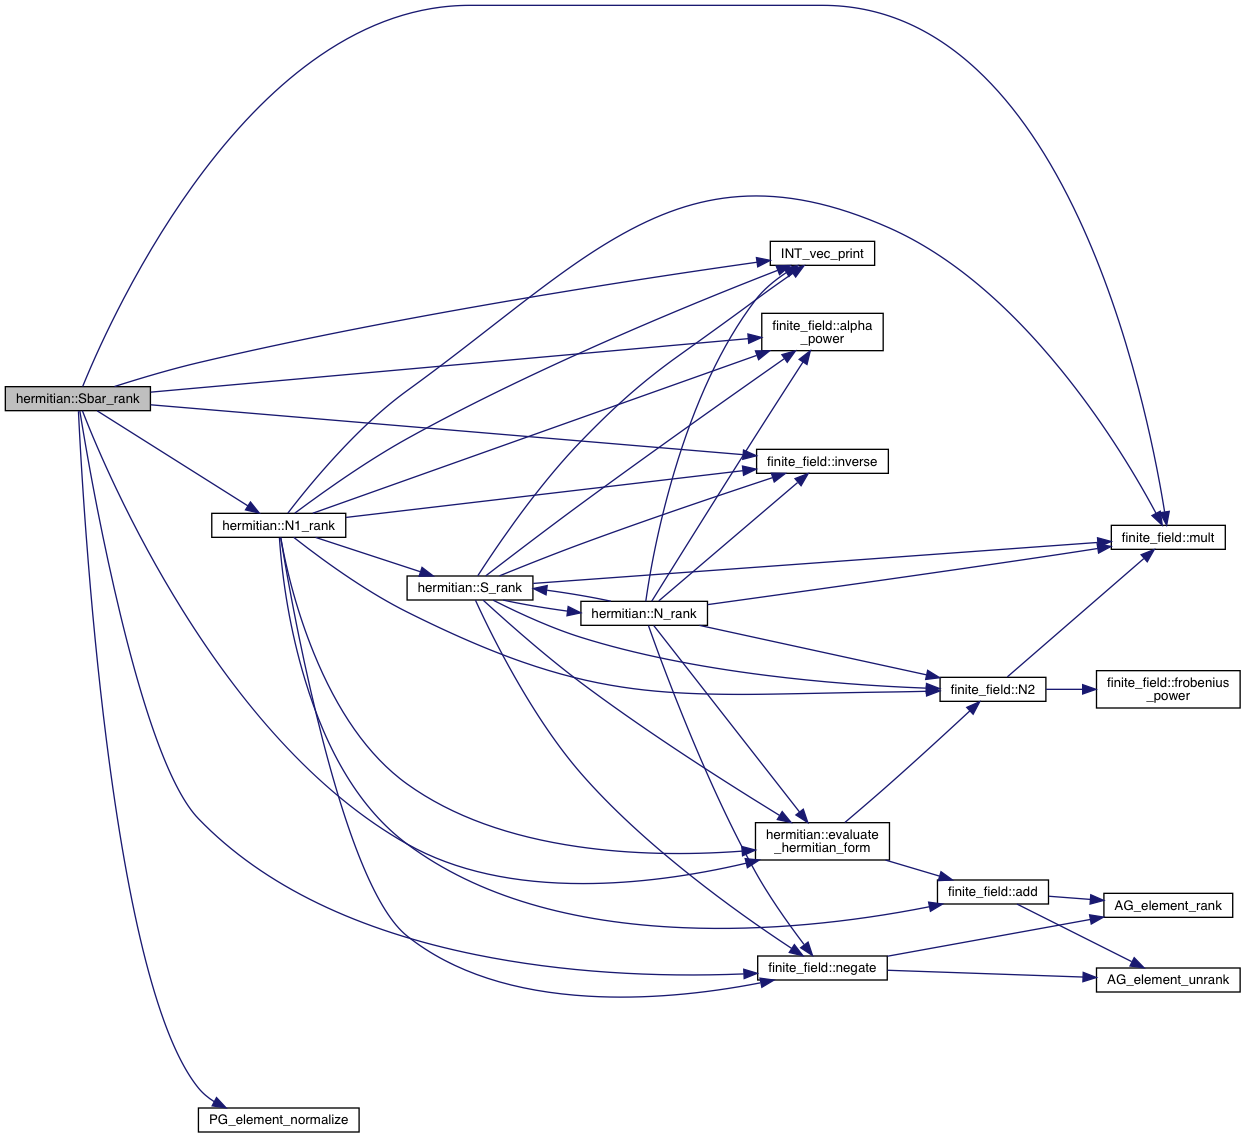 INT_vec_print
finite_field::alpha
_power
hermitian::Sbar_rank
finite_field::inverse
hermitian::N1_rank
finite_field::mult
hermitian::S_rank
hermitian::N_rank
finite_field::N2
finite_field::frobenius
_power
hermitian::evaluate
_hermitian_form
finite_field::add
AG_element_rank
finite_field::negate
AG_element_unrank
PG_element_normalize